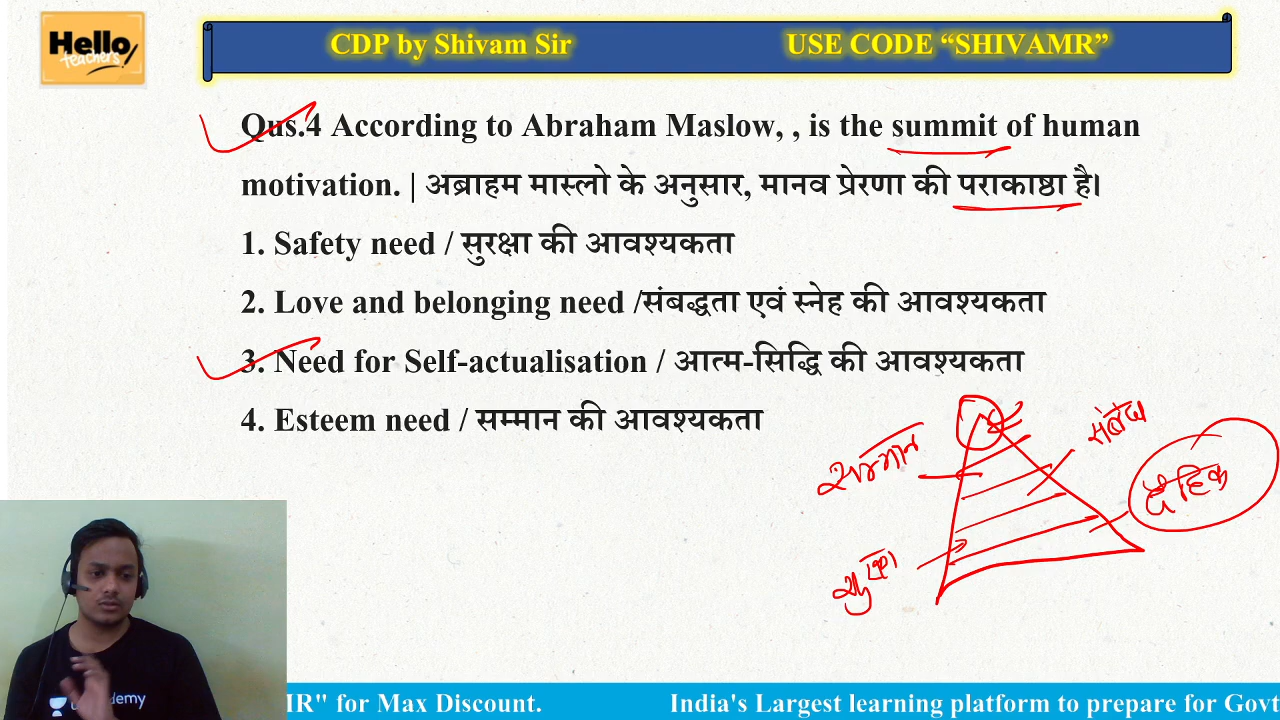 Hello
teachers!
CDP by Shivam Sir
USE CODE “SHIVAMR”
Qus.4 According to Abraham Maslow, , is the summit of human
motivation. | अब्राहम मास्लो के अनुसार, मानव प्रेरणा की पराकाष्ठा है।
1. Safety need / सुरक्षा की आवश्यकता
2. Love and belonging need /संबद्धता एवं स्नेह की आवश्यकता
3. Need for Self-actualisation / आत्म-सिद्धि की आवश्यकता
4. Esteem need / सम्मान की आवश्यकता
सम्मान
दैहिक
IR" for Max Discount.
India's Largest learning platform to prepare for Govt